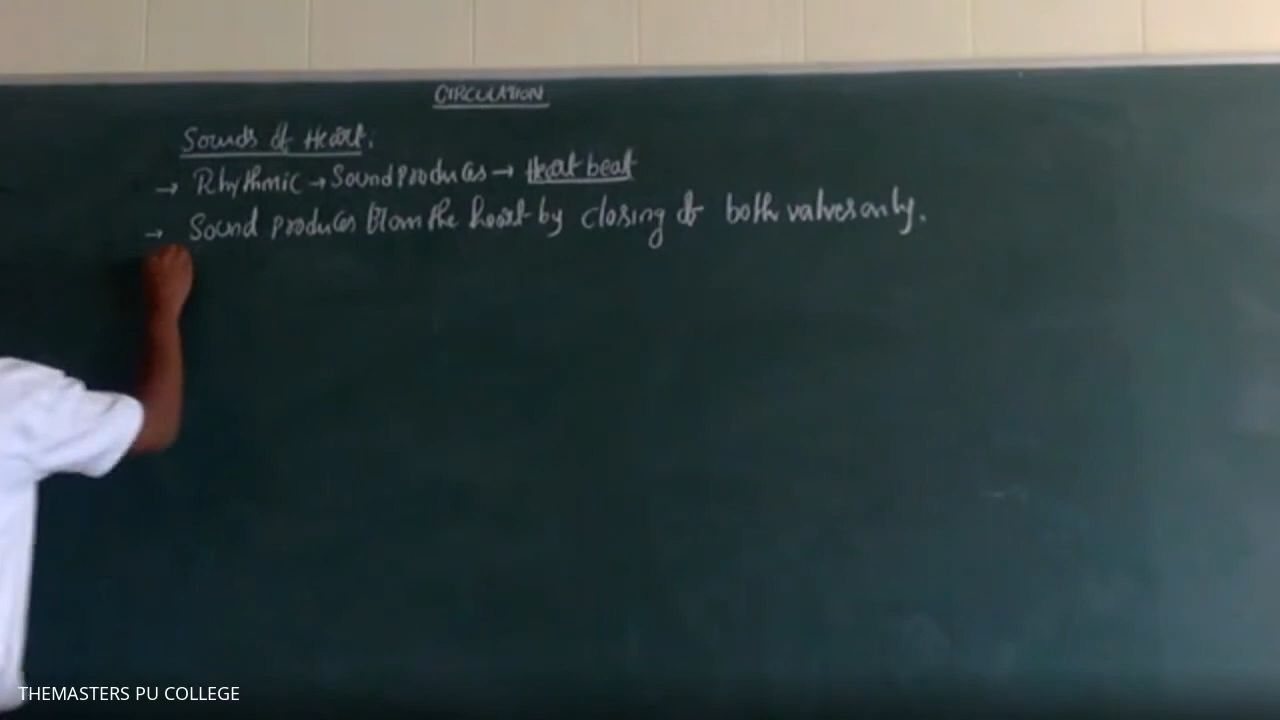 CIRCULATION
Sounds of Heart.
→ Rhythmic → Sound produces → Heart beat
→ Sound produces from the heart by closing of both valves only.
THEMASTERS PU COLLEGE